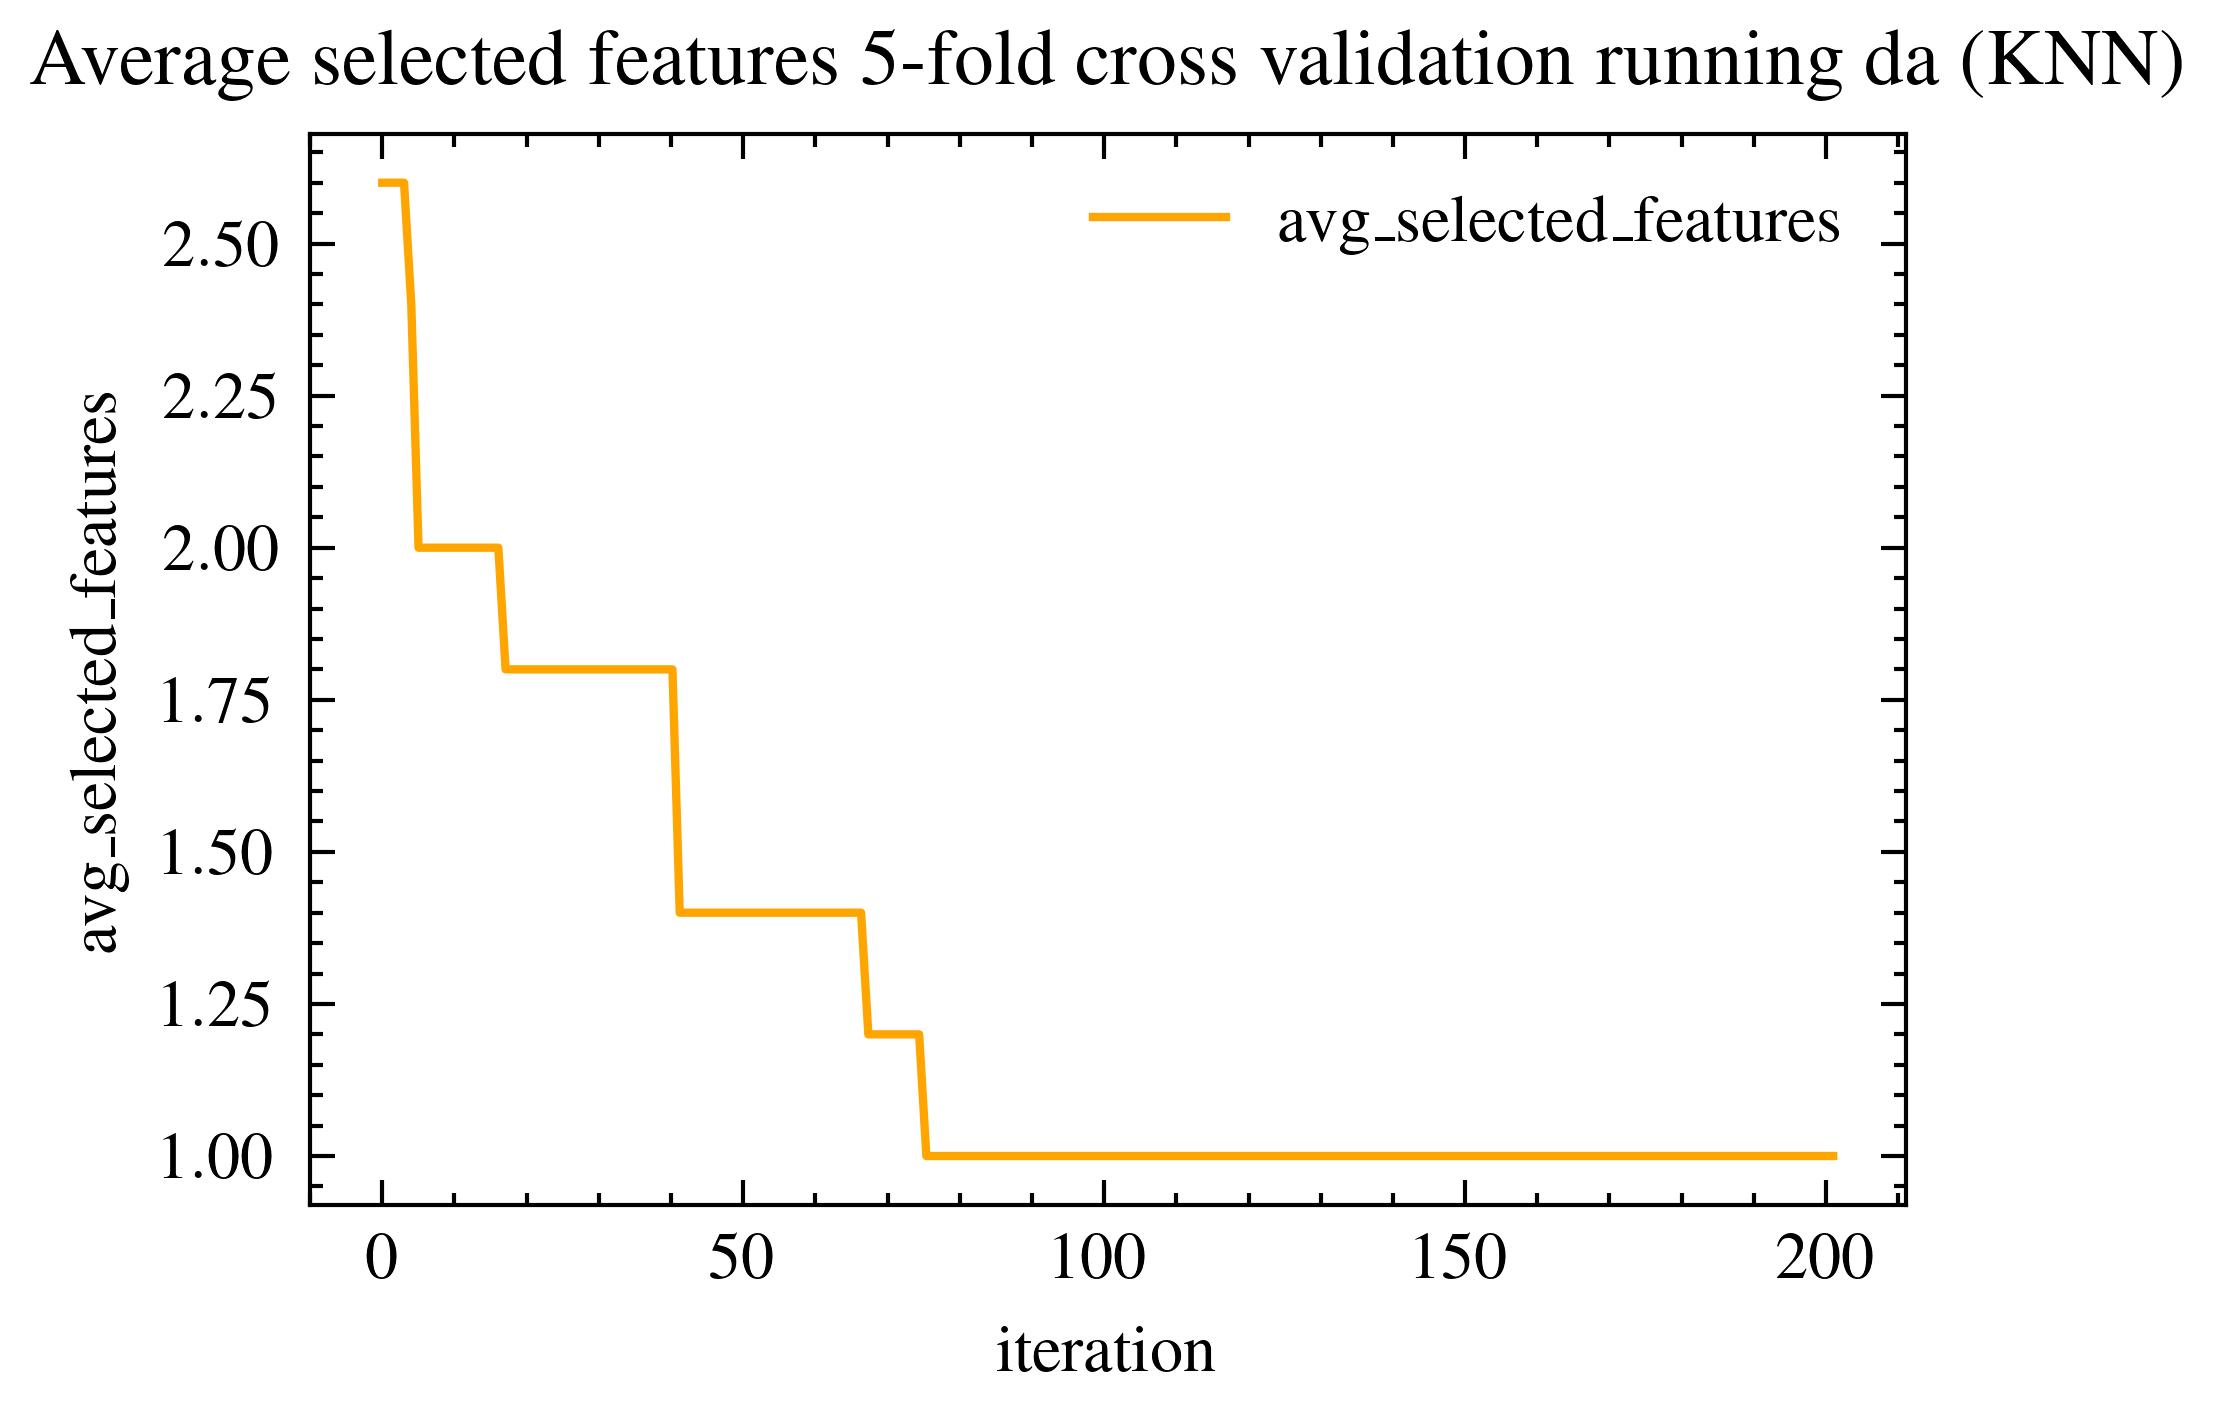 Average selected features 5-fold cross validation running da (KNN)
avg_selected_features
2.50
2.25
2.00
1.75
1.50
1.25
1.00
avg_selected_features
0 50 100 150 200
iteration